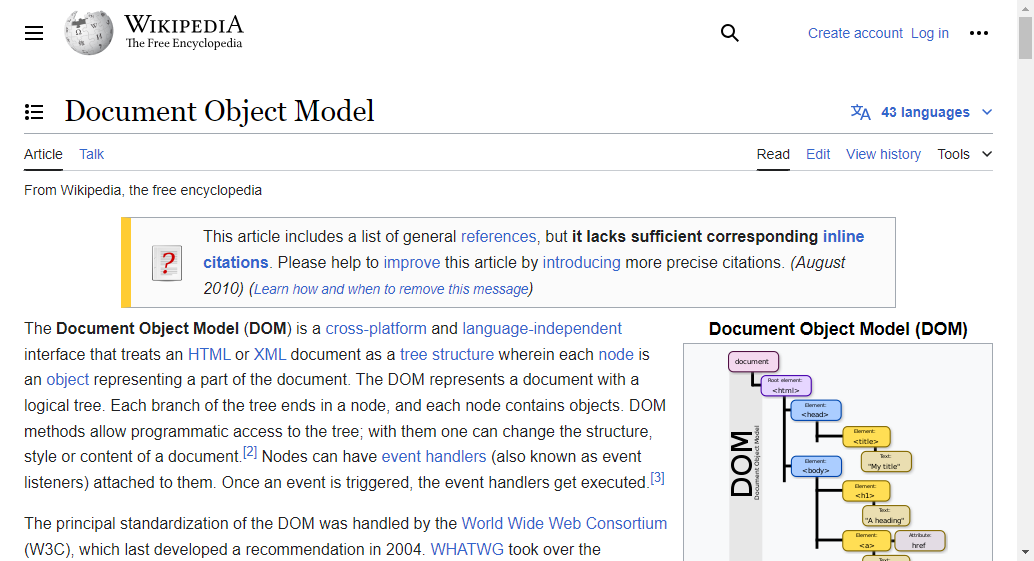 WIKIPEDIA
The Free Encyclopedia
Create account Log in
Document Object Model
43 languages
Article Talk
Read Edit View history Tools
From Wikipedia, the free encyclopedia
This article includes a list of general references, but it lacks sufficient corresponding inline
citations. Please help to improve this article by introducing more precise citations. (August
2010) (Learn how and when to remove this message)
The Document Object Model (DOM) is a cross-platform and language-independent
interface that treats an HTML or XML document as a tree structure wherein each node is
an object representing a part of the document. The DOM represents a document with a
logical tree. Each branch of the tree ends in a node, and each node contains objects. DOM
methods allow programmatic access to the tree; with them one can change the structure,
style or content of a document.[2] Nodes can have event handlers (also known as event
listeners) attached to them. Once an event is triggered, the event handlers get executed.[3]
The principal standardization of the DOM was handled by the World Wide Web Consortium
(W3C), which last developed a recommendation in 2004. WHATWG took over the
Document Object Model (DOM)
document
Root element:
<html>
Element:
<head>
Element:
<title>
Text:
"My title"
DOM
Document Object Model
Element:
<body>
Element:
<h1>
Text:
"A heading"
Element:
<a>
Attribute:
href
Text: